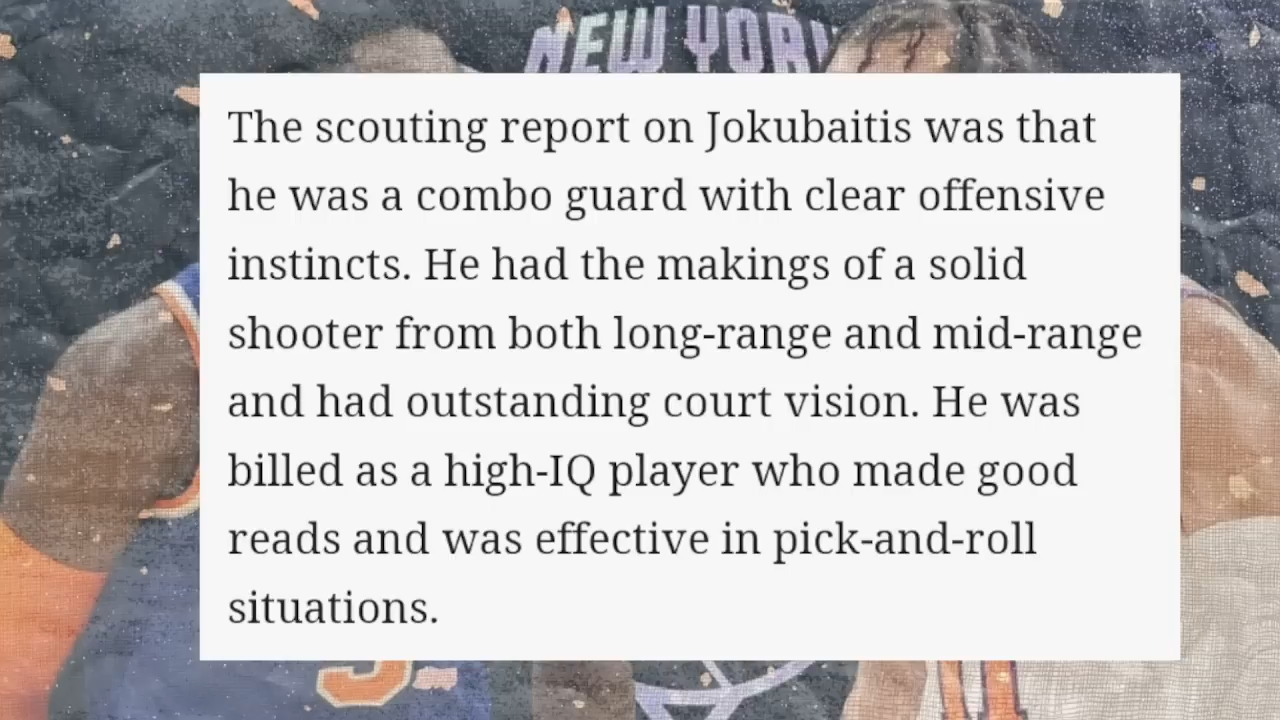 NEW YORK
The scouting report on Jokubaitis was that
he was a combo guard with clear offensive
instincts. He had the makings of a solid
shooter from both long-range and mid-range
and had outstanding court vision. He was
billed as a high-IQ player who made good
reads and was effective in pick-and-roll
situations.